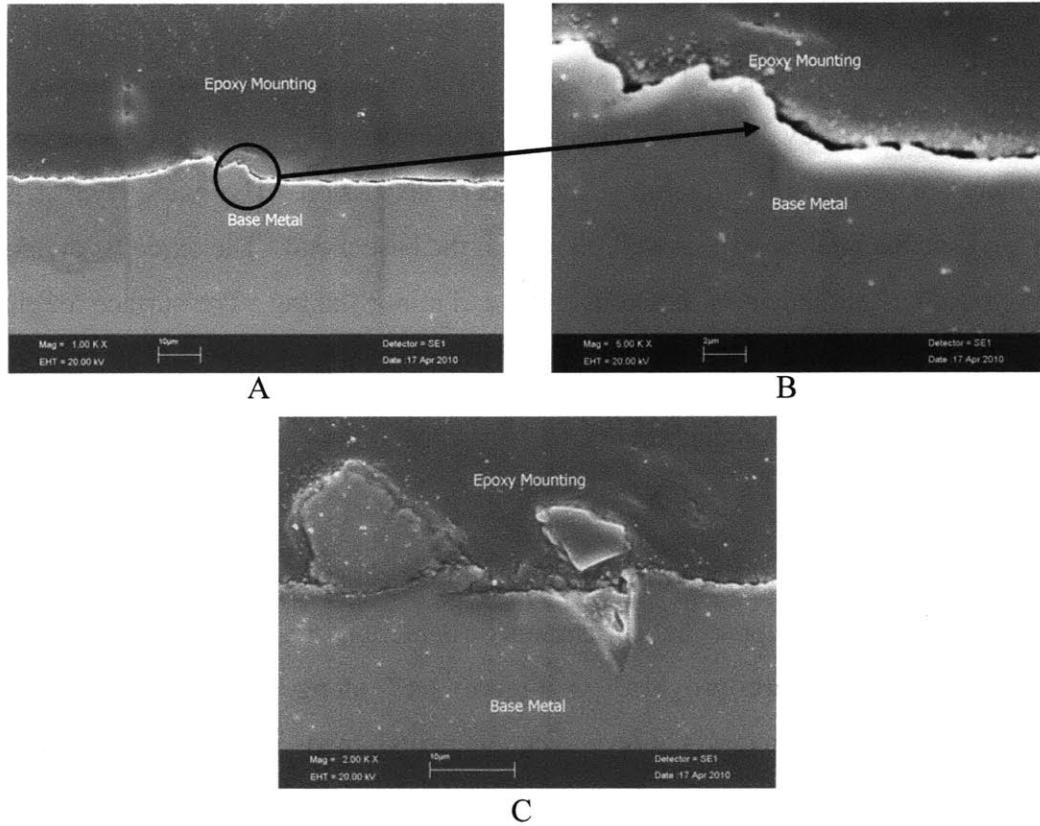 Epoxy Mounting
Base Metal
Mag = 1.00 K X
10µm
Detector = SE1
EHT = 20.00 kV
Date :17 Apr 2010
A
Epoxy Mounting
Base Metal
Mag = 5.00 K X
2µm
Detector = SE1
EHT = 20.00 kV
Date :17 Apr 2010
B
Epoxy Mounting
Base Metal
Mag = 2.00 K X
10µm
Detector = SE1
EHT = 20.00 kV
Date :17 Apr 2010
C